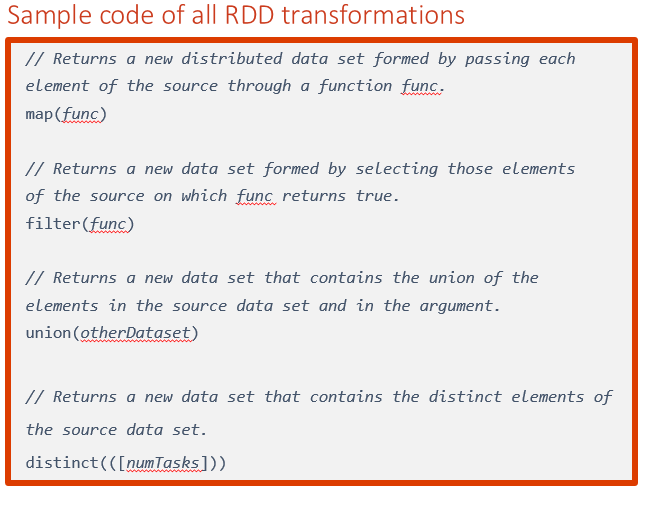 Sample code of all RDD transformations
// Returns a new distributed data set formed by passing each
element of the source through a function func.
map(func)
// Returns a new data set formed by selecting those elements
of the source on which func returns true.
filter(func)
// Returns a new data set that contains the union of the
elements in the source data set and in the argument.
union(otherDataset)
// Returns a new data set that contains the distinct elements of
the source data set.
distinct(([numTasks]))